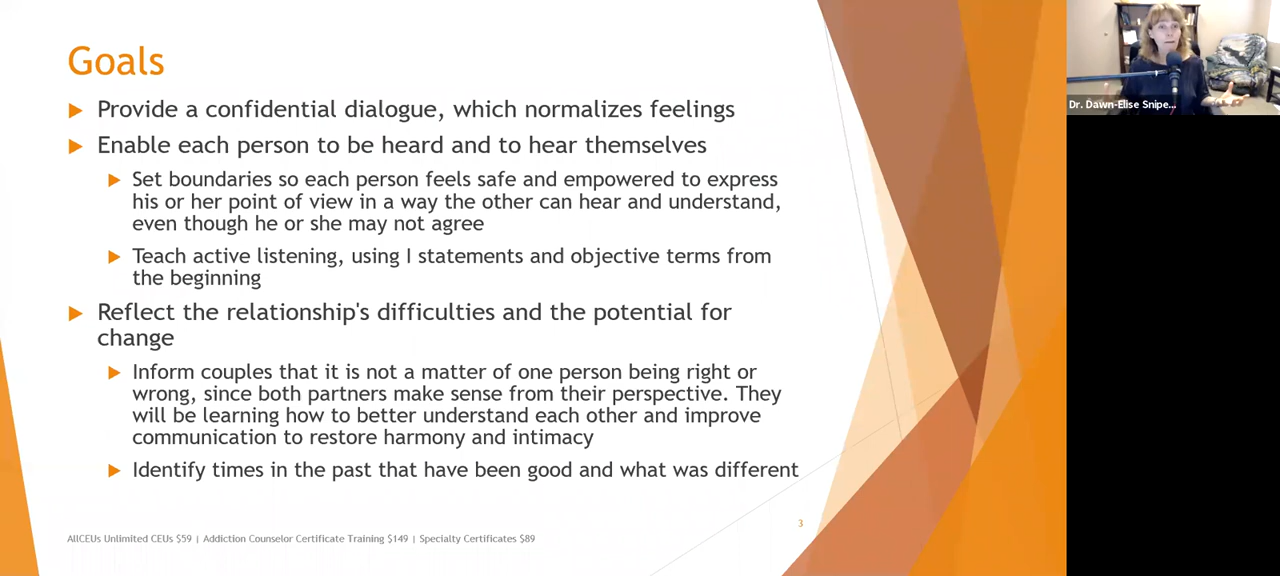 Goals
Provide a confidential dialogue, which normalizes feelings
Enable each person to be heard and to hear themselves
Set boundaries so each person feels safe and empowered to express
his or her point of view in a way the other can hear and understand,
even though he or she may not agree
Teach active listening, using I statements and objective terms from
the beginning
Reflect the relationship's difficulties and the potential for
change
Inform couples that it is not a matter of one person being right or
wrong, since both partners make sense from their perspective. They
will be learning how to better understand each other and improve
communication to restore harmony and intimacy
Identify times in the past that have been good and what was different
3
AllCEUs Unlimited CEUs $59 | Addiction Counselor Certificate Training $149 | Specialty Certificates $89
Dr. Dawn-Elise Snipe...